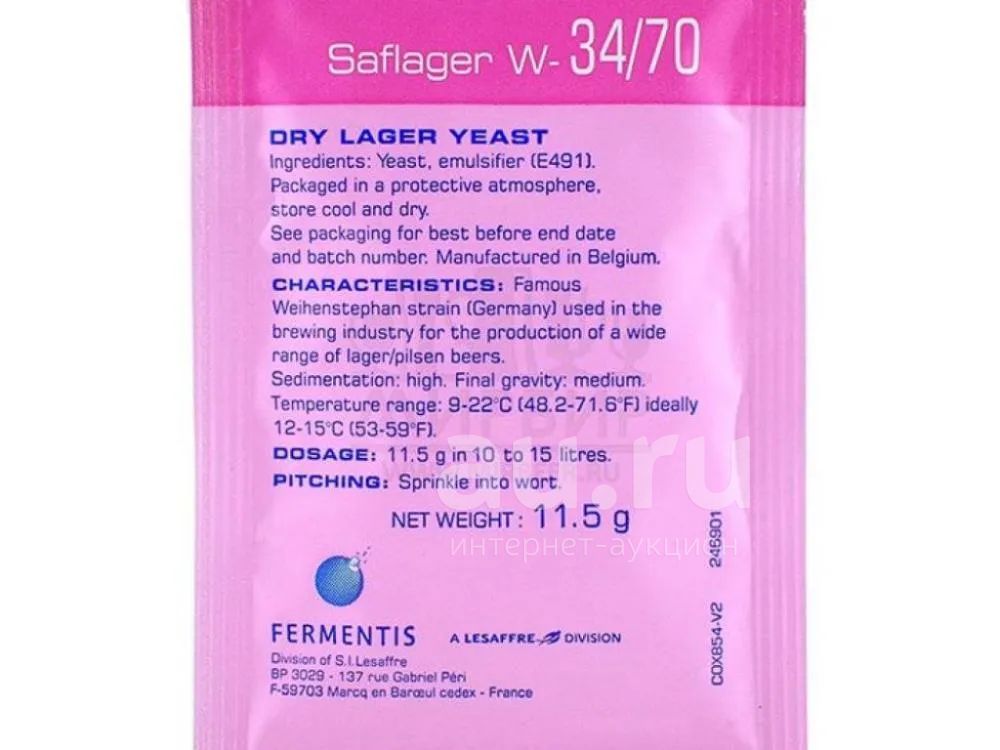 Saflager W- 34/70
DRY LAGER YEAST
Ingredients: Yeast, emulsifier (E491).
Packaged in a protective atmosphere,
store cool and dry.
See packaging for best before end date
and batch number. Manufactured in Belgium.
CHARACTERISTICS: Famous
Weihenstephan strain (Germany) used in the
brewing industry for the production of a wide
range of lager/pilsen beers.
Sedimentation: high. Final gravity: medium.
Temperature range: 9-22°C (48.2-71.6°F) ideally
12-15°C (53-59°F).
DOSAGE: 11.5 g in 10 to 15 litres.
PITCHING: Sprinkle into wort.
NET WEIGHT: 11.5 g
au.ru
интернет-аукцион
FERMENTIS
A LESAFFRE DIVISION
Division of S.I.Lesaffre
BP 3029 - 137 rue Gabriel Péri
F-59703 Marcq en Barœul cedex - France
COX854-V2 246901